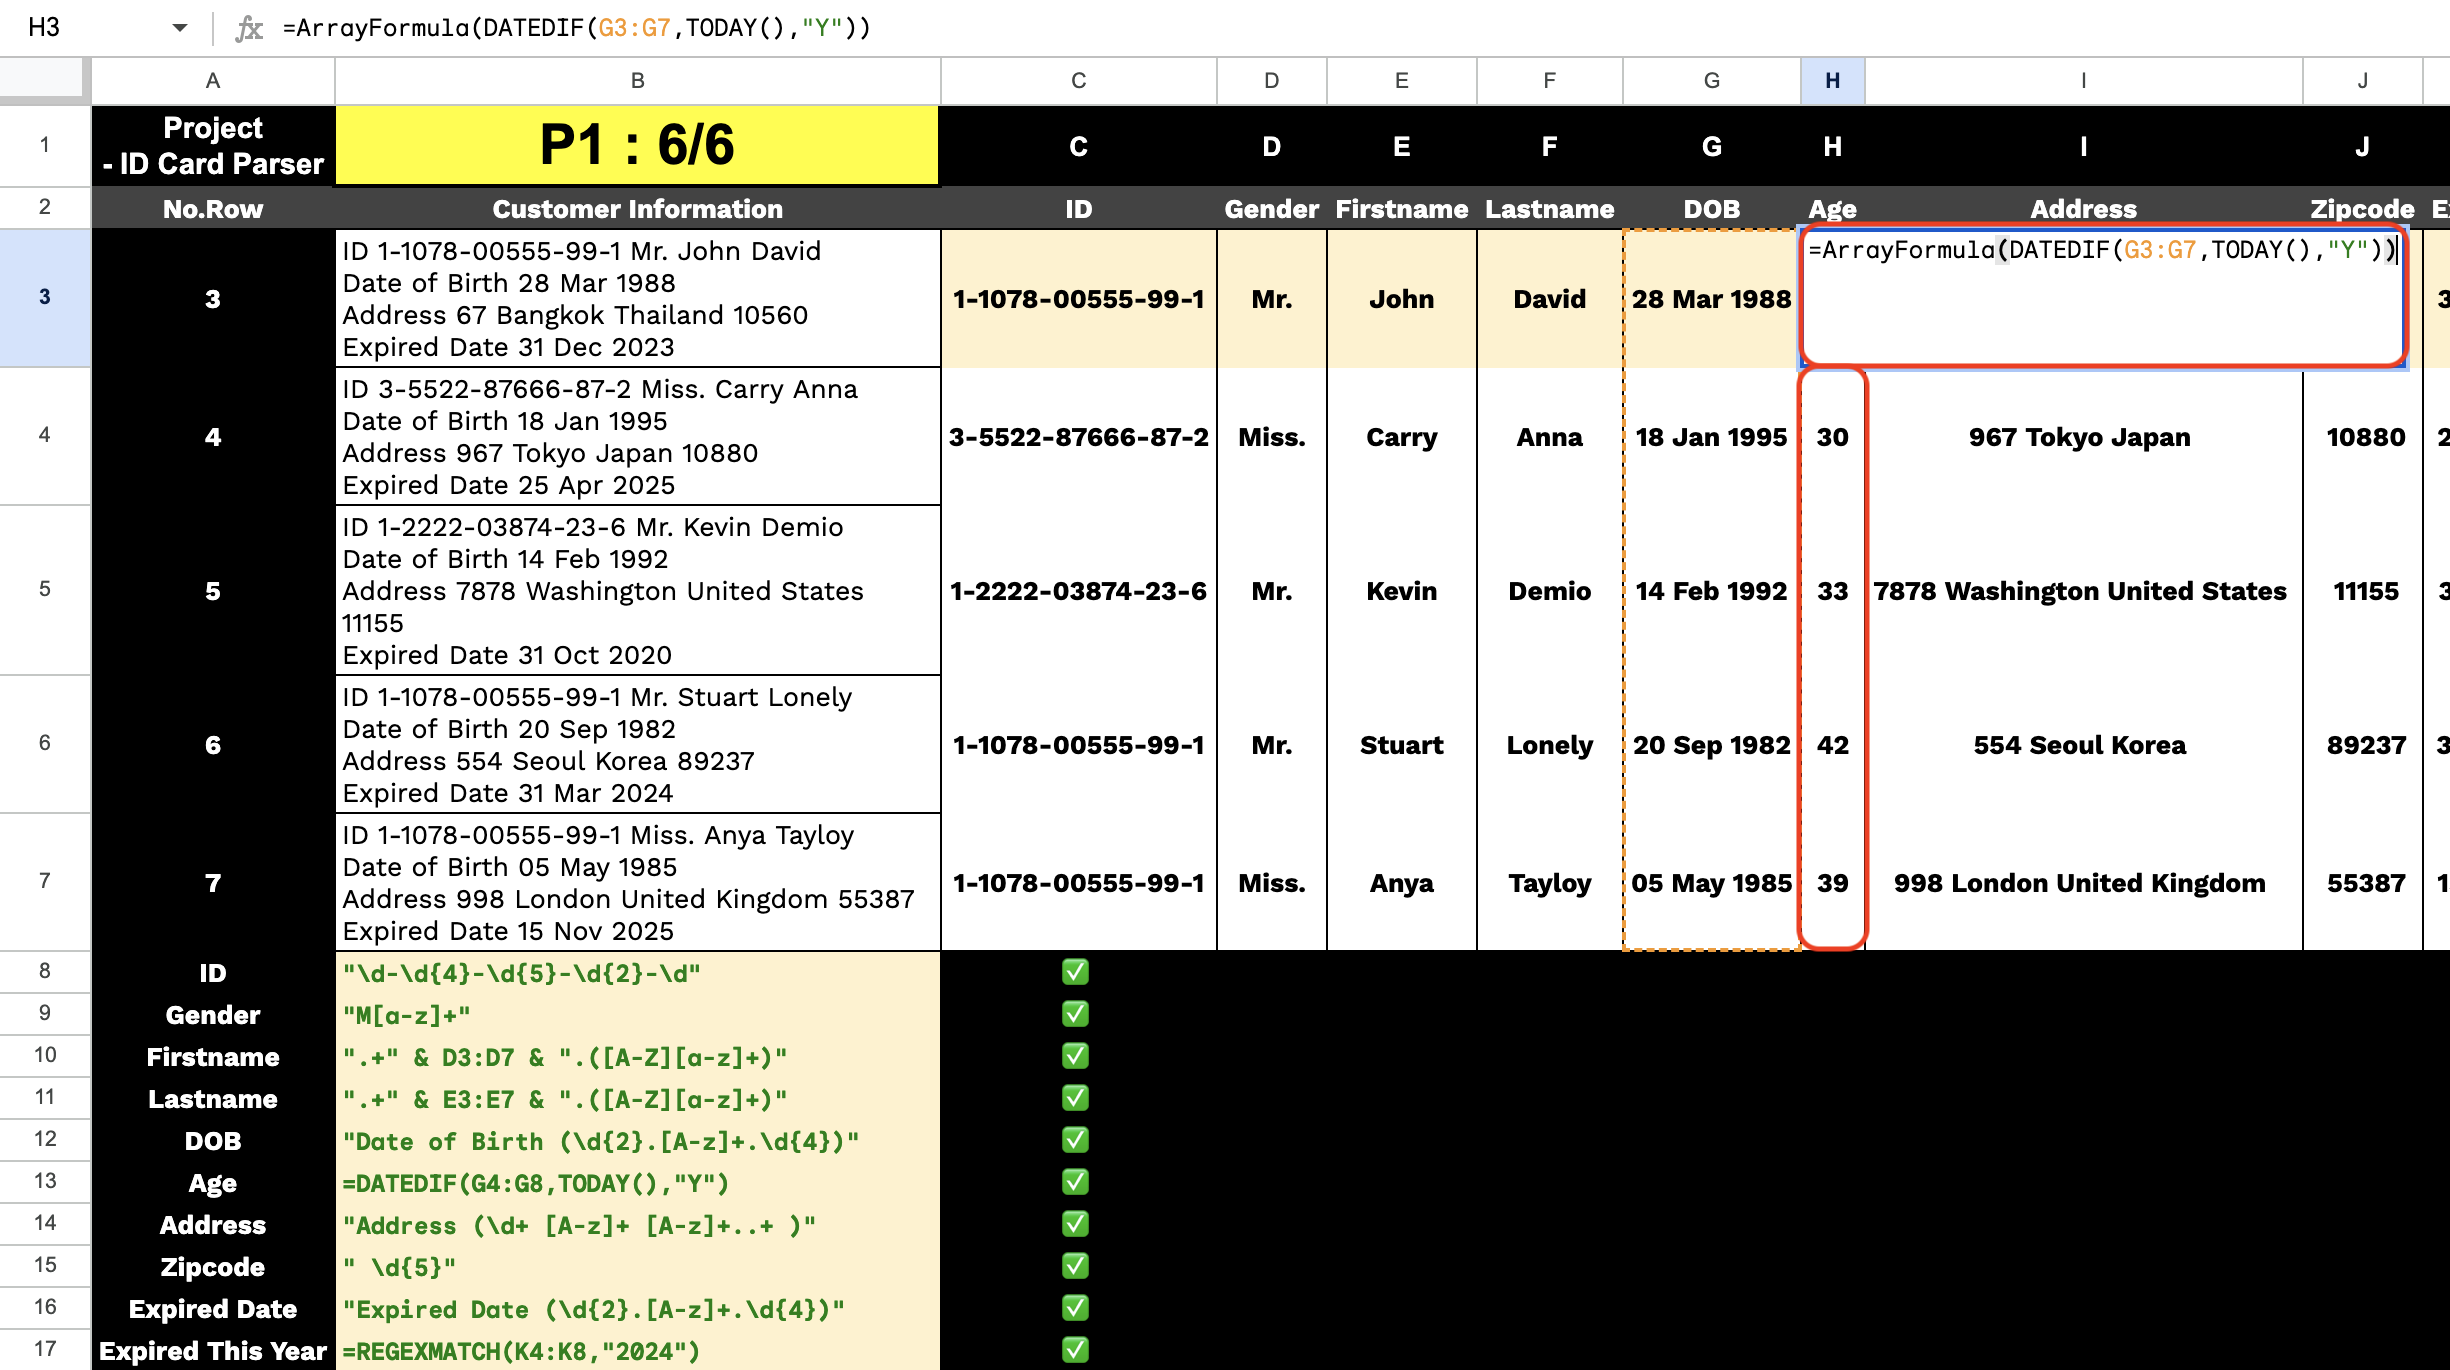 H3 fx =ArrayFormula(DATEDIF(G3:G7,TODAY(),"Y"))
A B C D E F G H I J
1 Project
- ID Card Parser P1 : 6/6 C D E F G H I J
2 No.Row Customer Information ID Gender Firstname Lastname DOB Age Address Zipcode
ID 1-1078-00555-99-1 Mr. John David
Date of Birth 28 Mar 1988
Address 67 Bangkok Thailand 10560
Expired Date 31 Dec 2023
3 3 1-1078-00555-99-1 Mr. John David 28 Mar 1988 =ArrayFormula(DATEDIF(G3:G7,TODAY(),"Y"))
ID 3-5522-87666-87-2 Miss. Carry Anna
Date of Birth 18 Jan 1995
Address 967 Tokyo Japan 10880
Expired Date 25 Apr 2025
4 4 3-5522-87666-87-2 Miss. Carry Anna 18 Jan 1995 30 967 Tokyo Japan 10880
ID 1-2222-03874-23-6 Mr. Kevin Demio
Date of Birth 14 Feb 1992
Address 7878 Washington United States
11155
Expired Date 31 Oct 2020
5 5 1-2222-03874-23-6 Mr. Kevin Demio 14 Feb 1992 33 7878 Washington United States 11155
ID 1-1078-00555-99-1 Mr. Stuart Lonely
Date of Birth 20 Sep 1982
Address 554 Seoul Korea 89237
Expired Date 31 Mar 2024
6 6 1-1078-00555-99-1 Mr. Stuart Lonely 20 Sep 1982 42 554 Seoul Korea 89237
ID 1-1078-00555-99-1 Miss. Anya Tayloy
Date of Birth 05 May 1985
Address 998 London United Kingdom 55387
Expired Date 15 Nov 2025
7 7 1-1078-00555-99-1 Miss. Anya Tayloy 05 May 1985 39 998 London United Kingdom 55387
8 ID "\d-\d{4}-\d{5}-\d{2}-\d" ✅
9 Gender "M[a-z]+" ✅
10 Firstname ".+" & D3:D7 & ".([A-Z][a-z]+)" ✅
11 Lastname ".+" & E3:E7 & ".([A-Z][a-z]+)" ✅
12 DOB "Date of Birth (\d{2}.[A-z]+.\d{4})" ✅
13 Age =DATEDIF(G4:G8,TODAY(),"Y") ✅
14 Address "Address (\d+ [A-z]+ [A-z]+..+ )" ✅
15 Zipcode " \d{5}" ✅
16 Expired Date "Expired Date (\d{2}.[A-z]+.\d{4})" ✅
17 Expired This Year =REGEXMATCH(K4:K8,"2024") ✅